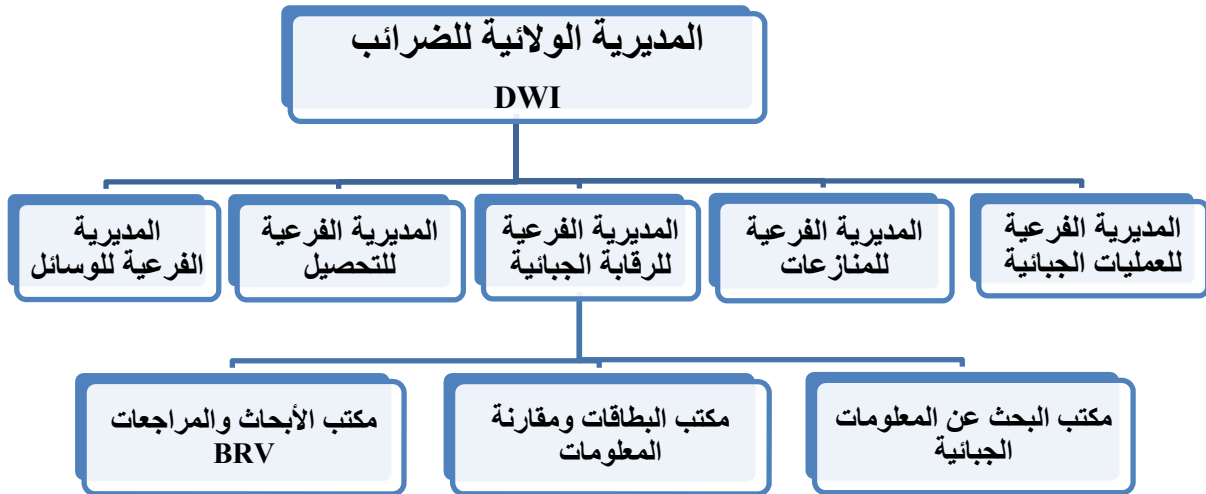 المديرية الولائية للضرائب
DWI
المديرية الفرعية
للعمليات الجبائية
المديرية الفرعية
للمنازعات
المديرية الفرعية
للرقابة الجبائية
المديرية الفرعية
للتحصيل
المديرية
الفرعية للوسائل
مكتب البحث عن المعلومات
الجبائية
مكتب البطاقات ومقارنة
المعلومات
مكتب الأبحاث والمراجعات
BRV